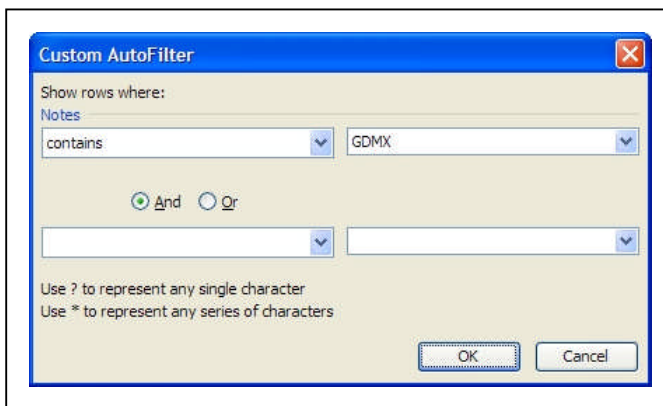 Custom AutoFilter
Show rows where:
Notes
contains GDMX
And Or
Use ? to represent any single character
Use * to represent any series of characters
OK Cancel